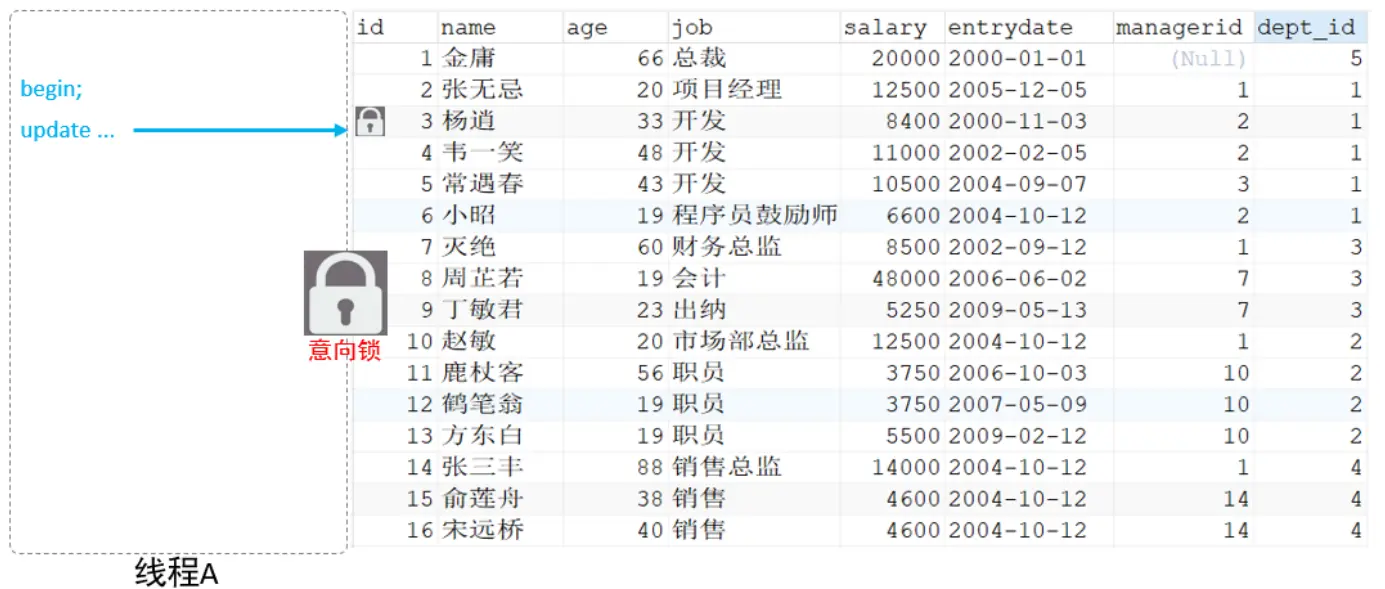 id name age job salary entrydate managerid dept_id
1 金庸 66 总裁 20000 2000-01-01 (Null) 5
begin;
2 张无忌 20 项目经理 12500 2005-12-05 1 1
update ...
3 杨逍 33 开发 8400 2000-11-03 2 1
4 韦一笑 48 开发 11000 2002-02-05 2 1
5 常遇春 43 开发 10500 2004-09-07 3 1
6 小昭 19 程序员鼓励师 6600 2004-10-12 2 1
7 灭绝 60 财务总监 8500 2002-09-12 1 3
8 周芷若 19 会计 48000 2006-06-02 7 3
9 丁敏君 23 出纳 5250 2009-05-13 7 3
意向锁
10 赵敏 20 市场部总监 12500 2004-10-12 1 2
11 鹿杖客 56 职员 3750 2006-10-03 10 2
12 鹤笔翁 19 职员 3750 2007-05-09 10 2
13 方东白 19 职员 5500 2009-02-12 10 2
14 张三丰 88 销售总监 14000 2004-10-12 1 4
15 俞莲舟 38 销售 4600 2004-10-12 14 4
16 宋远桥 40 销售 4600 2004-10-12 14 4
线程A